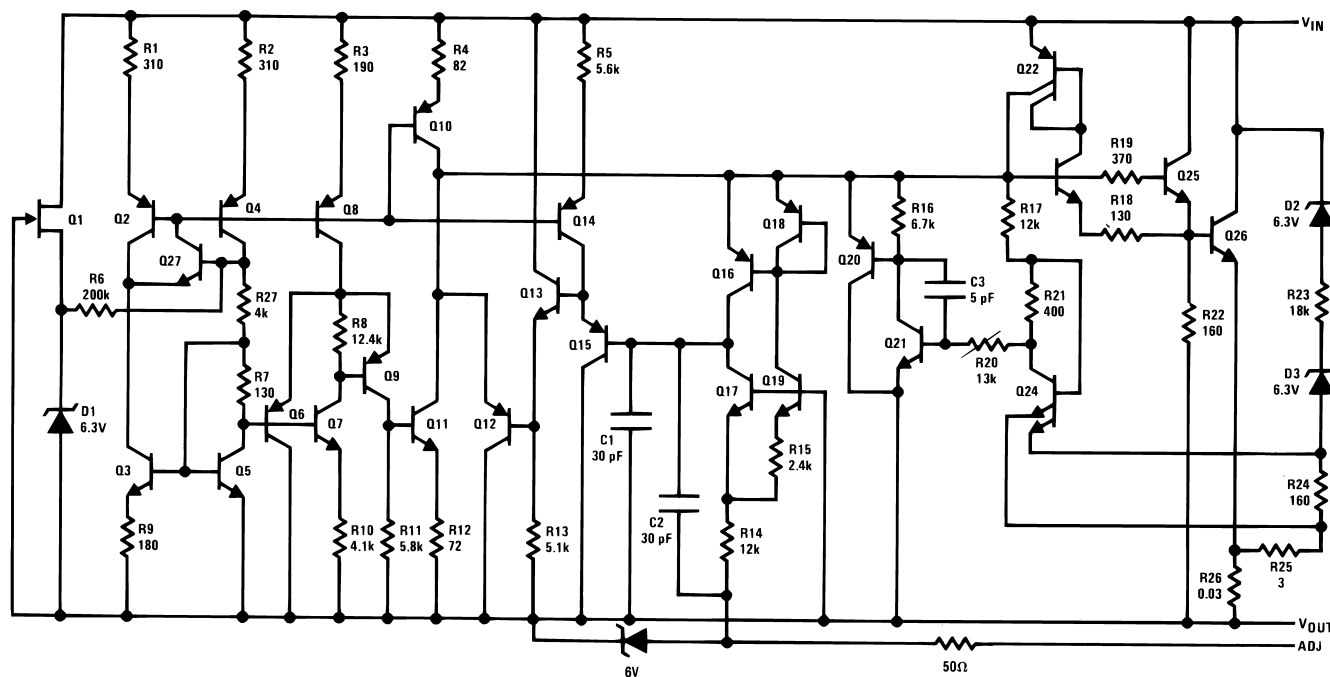 V_IN
R1
310
R2
310
R3
190
R4
82
R5
5.6k
Q22
Q10
R19
370
Q25
Q1
Q2
Q4
Q8
Q14
R16
6.7k
R17
12k
R18
130
D2
6.3V
Q27
Q18
Q26
Q16
Q20
R6
200k
R27
4k
Q13
C3
5 pF
R21
400
R22
160
R23
18k
R8
12.4k
Q15
Q21
R20
13k
Q9
R7
130
Q17
Q19
Q24
D3
6.3V
D1
6.3V
Q6
Q7
Q11
Q12
C1
30 pF
R15
2.4k
Q3
Q5
R24
160
R9
180
R10
4.1k
R11
5.8k
R12
72
R13
5.1k
C2
30 pF
R14
12k
R25
3
R26
0.03
V_OUT
ADJ
6V
50Ω